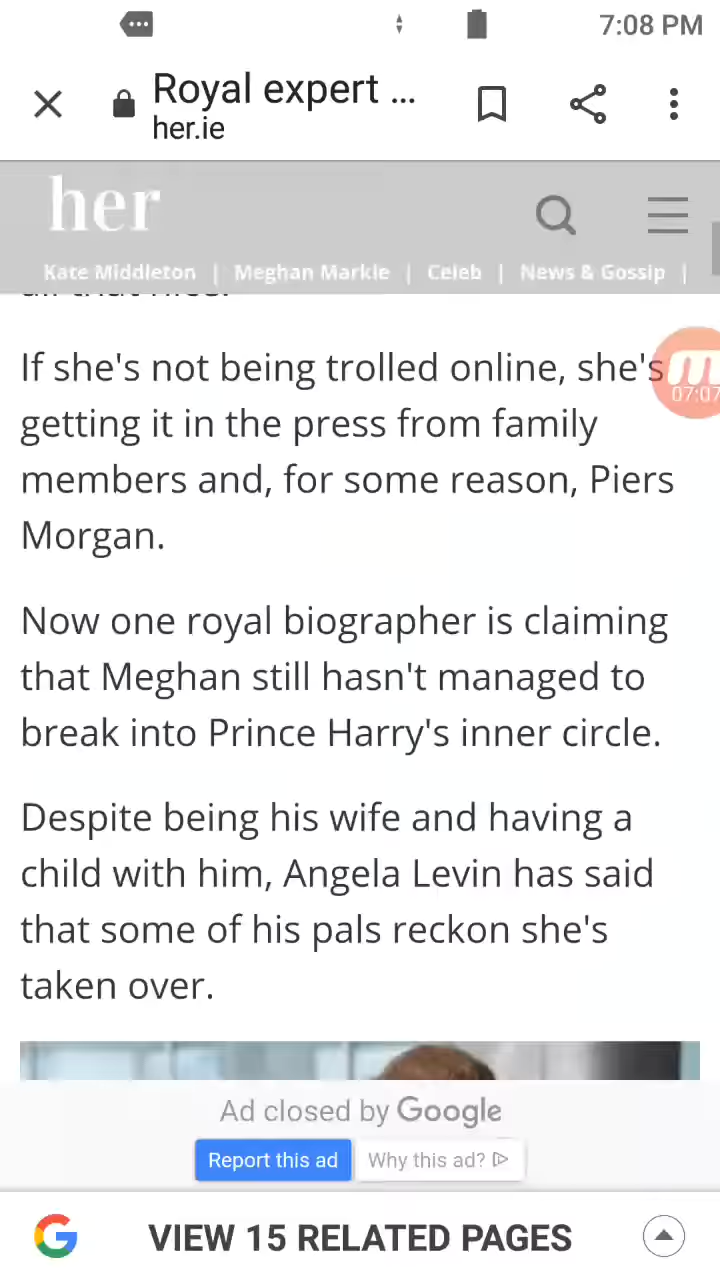 7:08 PM
Royal expert ...
her.ie
her
Kate Middleton | Meghan Markle | Celeb | News & Gossip |
If she's not being trolled online, she's
07:07
getting it in the press from family
members and, for some reason, Piers
Morgan.
Now one royal biographer is claiming
that Meghan still hasn't managed to
break into Prince Harry's inner circle.
Despite being his wife and having a
child with him, Angela Levin has said
that some of his pals reckon she's
taken over.
Ad closed by Google
Report this ad Why this ad?
VIEW 15 RELATED PAGES